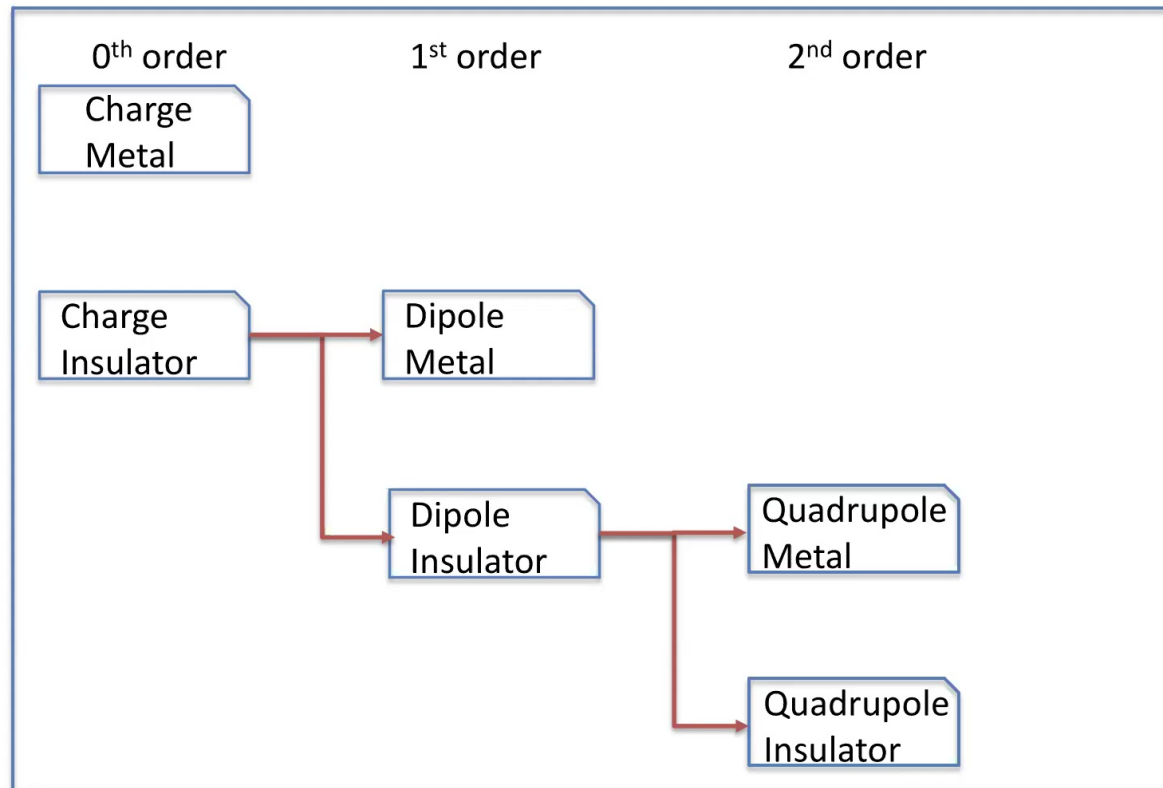 0th order 1st order 2nd order
Charge
Metal
Charge
Insulator
Dipole
Metal
Dipole
Insulator
Quadrupole
Metal
Quadrupole
Insulator